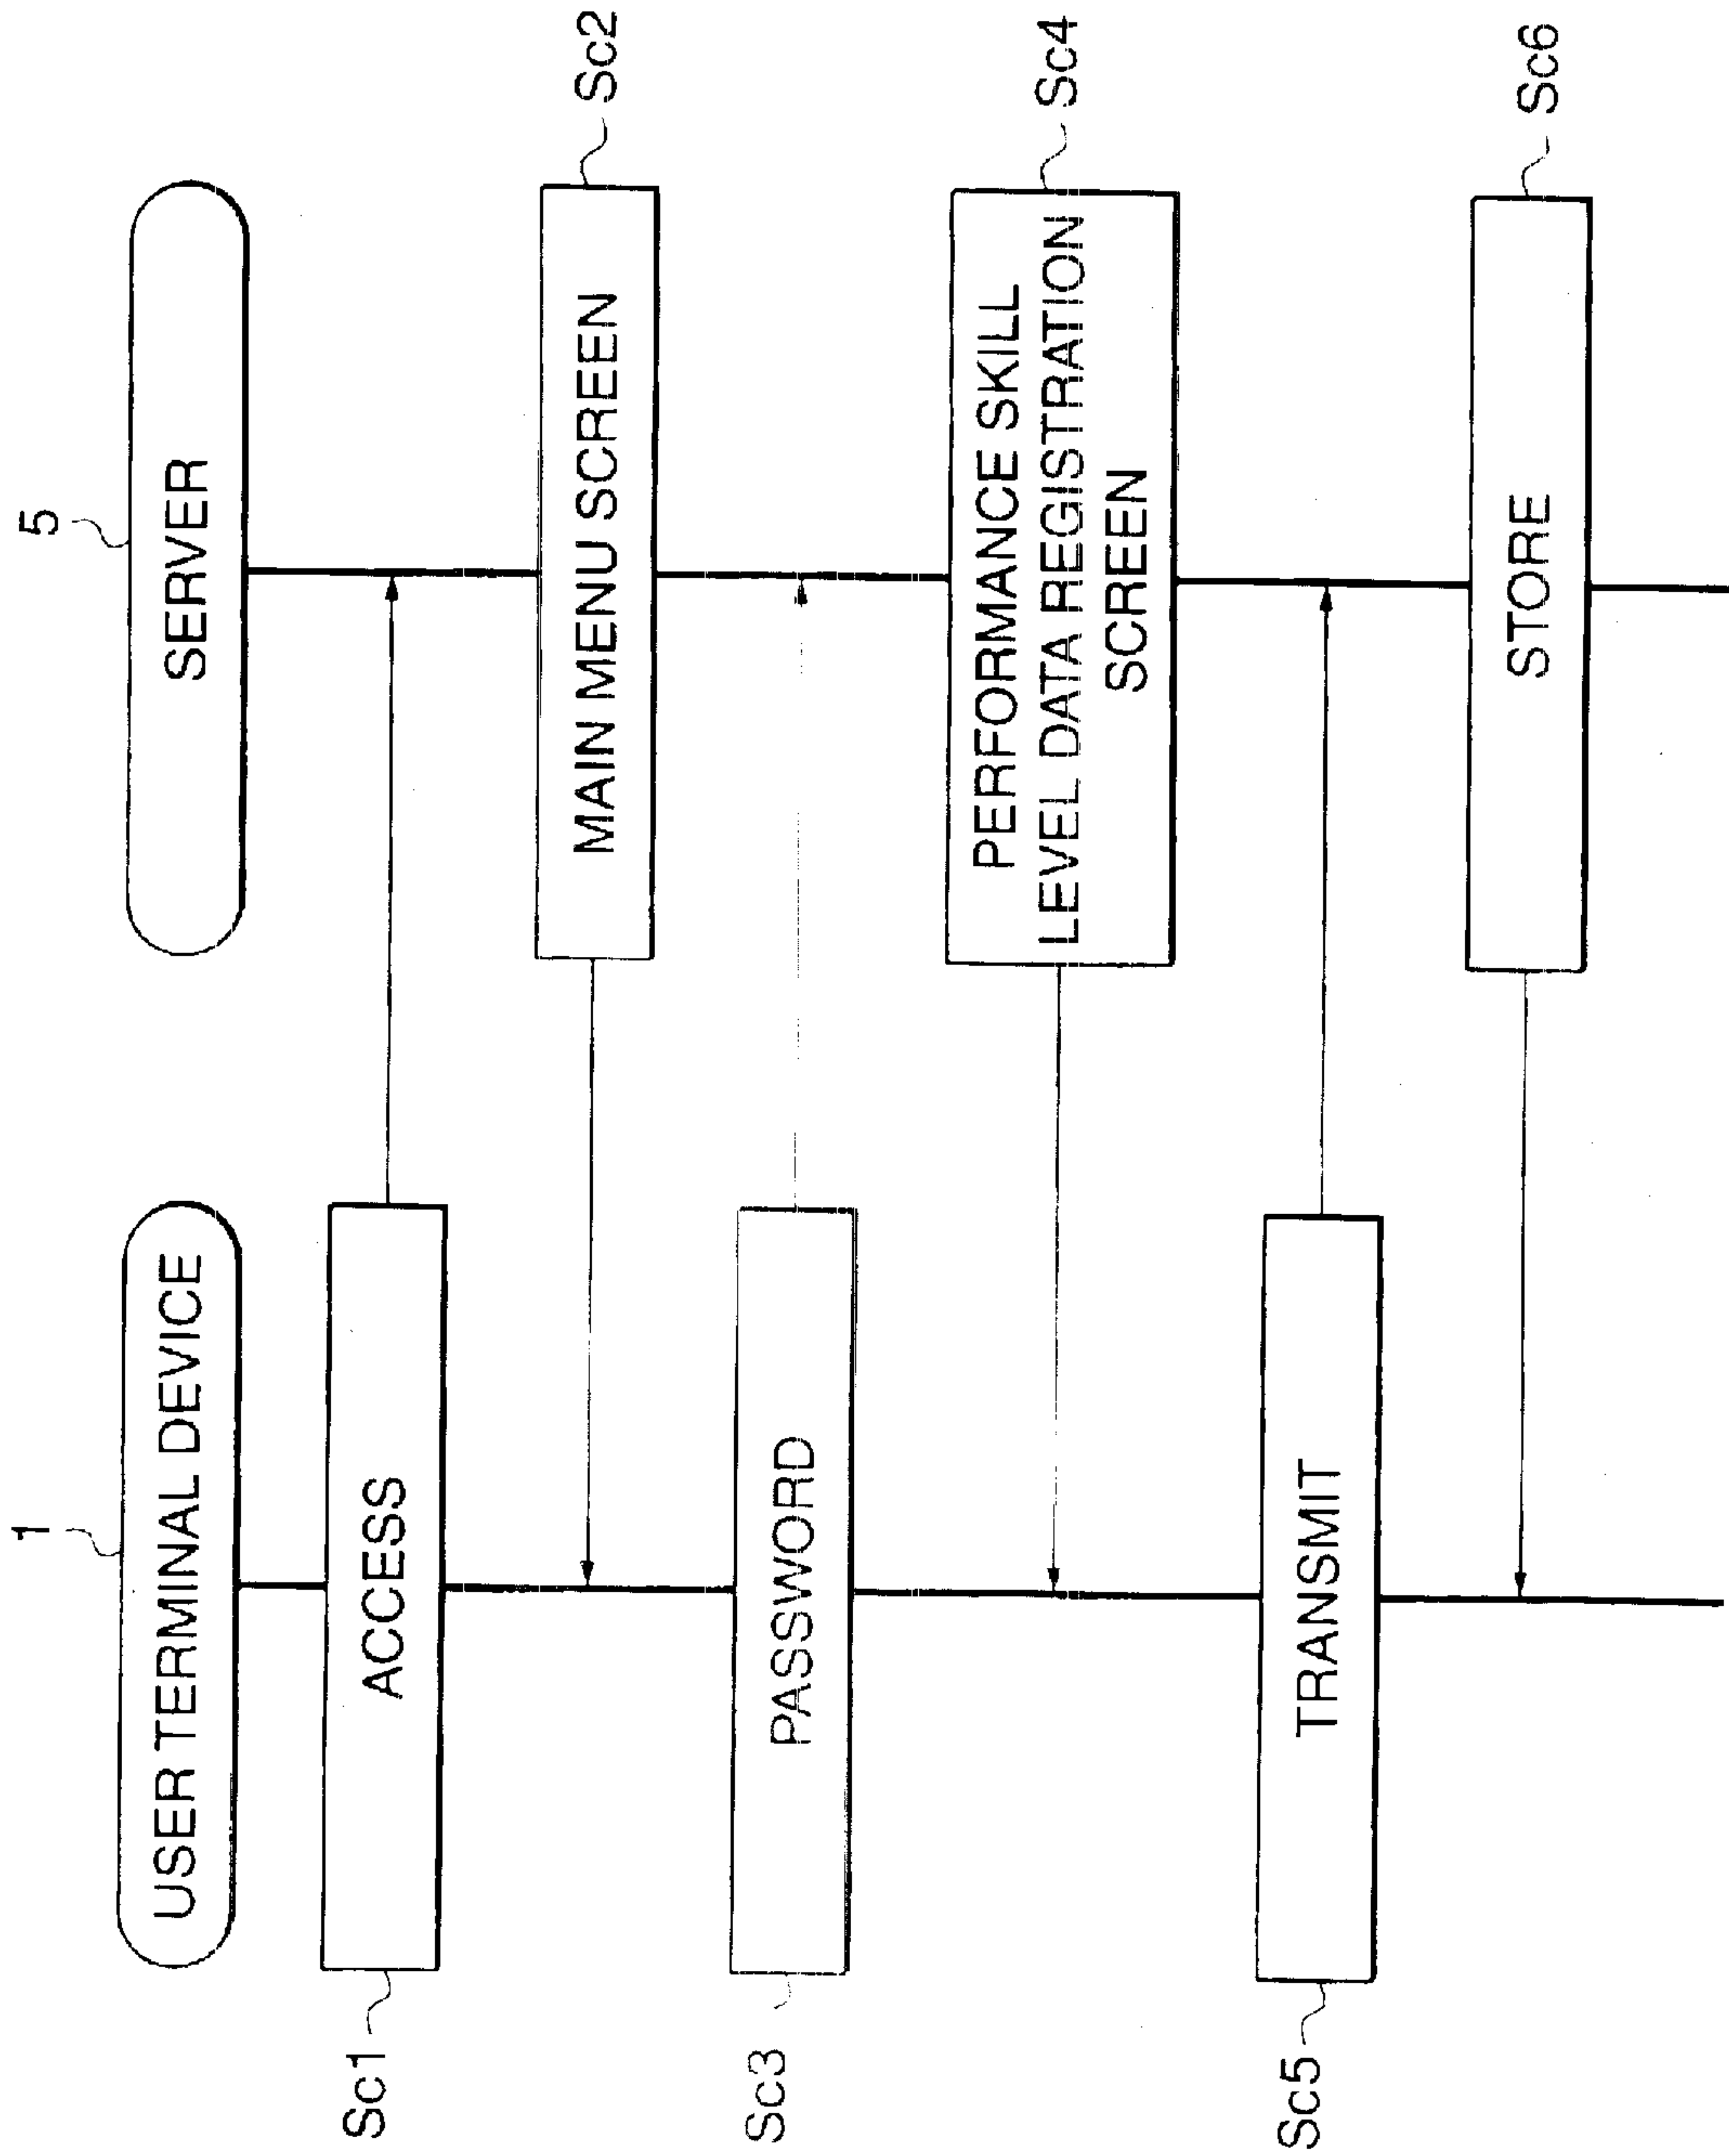 1
5
USER TERMINAL DEVICE
SERVER
Sc1
ACCESS
MAIN MENU SCREEN
Sc2
Sc3
PASSWORD
PERFORMANCE SKILL
LEVEL DATA REGISTRATION
SCREEN
Sc4
Sc5
TRANSMIT
STORE
Sc6